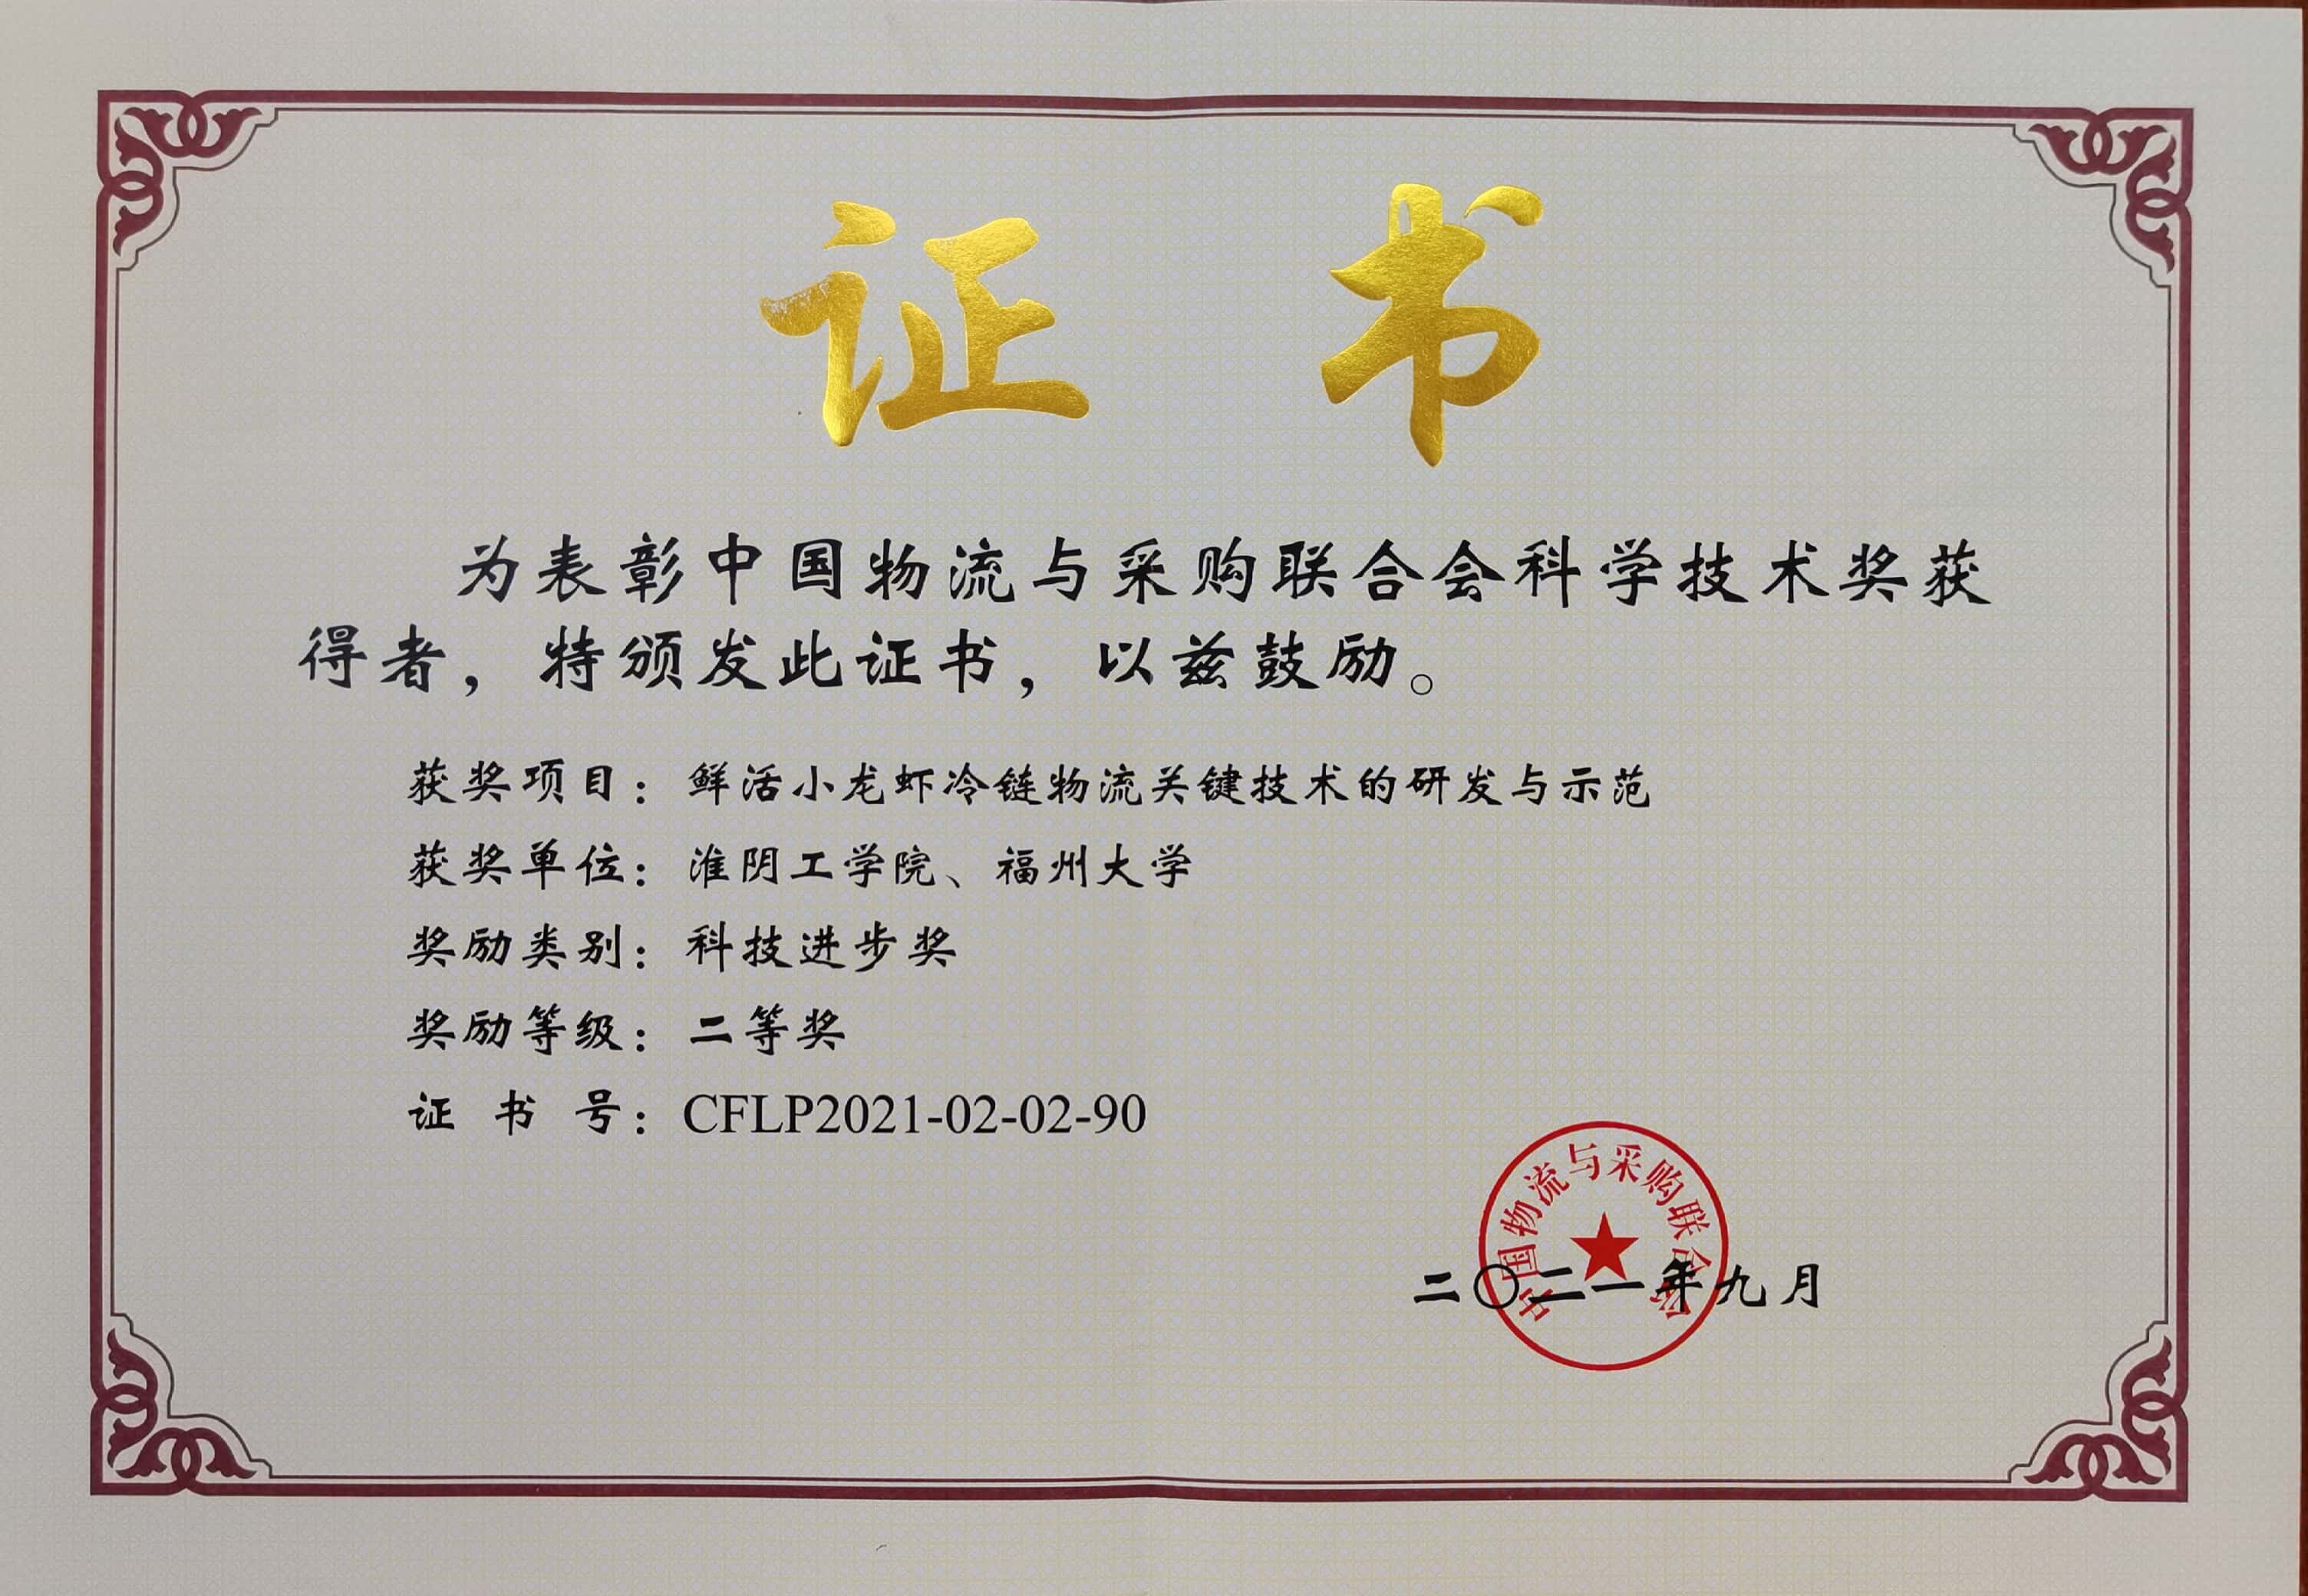 证书
为表彰中国物流与采购联合会科学技术奖获
得者，特颁发此证书，以兹鼓励。
获奖项目：鲜活小龙虾冷链物流关键技术的研发与示范
获奖单位：淮阴工学院、福州大学
奖励类别：科技进步奖
奖励等级：二等奖
证书号：CFLP2021-02-02-90
中国物流与采购联合会
二〇二一年九月